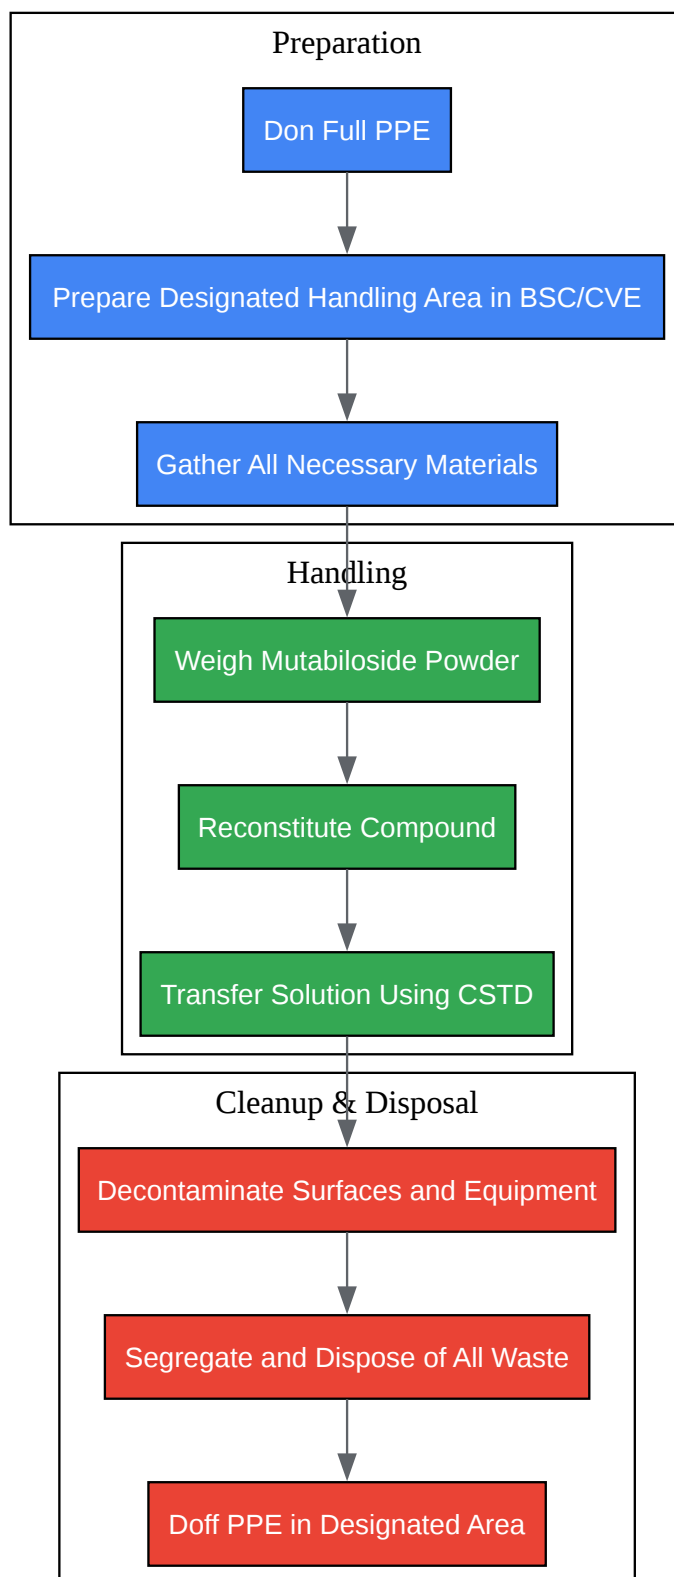 Preparation
Don Full PPE
Prepare Designated Handling Area in BSC/CVE
Gather All Necessary Materials
Handling
Weigh Mutabiloside Powder
Reconstitute Compound
Transfer Solution Using CSTD
Cleanup & Disposal
Decontaminate Surfaces and Equipment
Segregate and Dispose of All Waste
Doff PPE in Designated Area